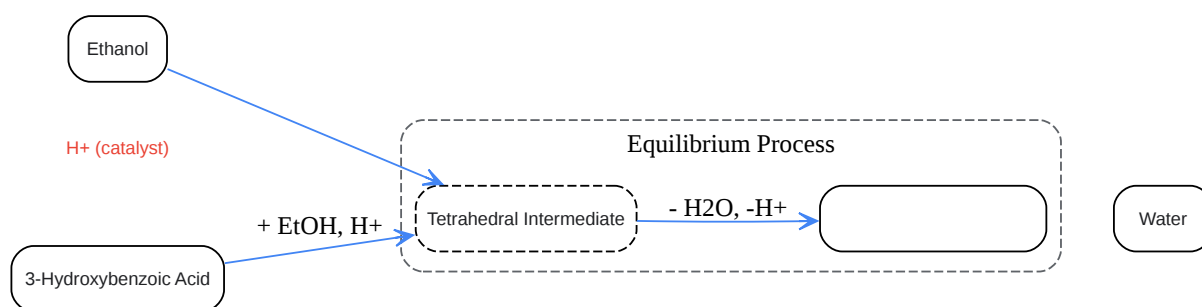 Ethanol
H+ (catalyst)
Equilibrium Process
Tetrahedral Intermediate
- H2O, -H+
Water
+ EtOH, H+
3-Hydroxybenzoic Acid